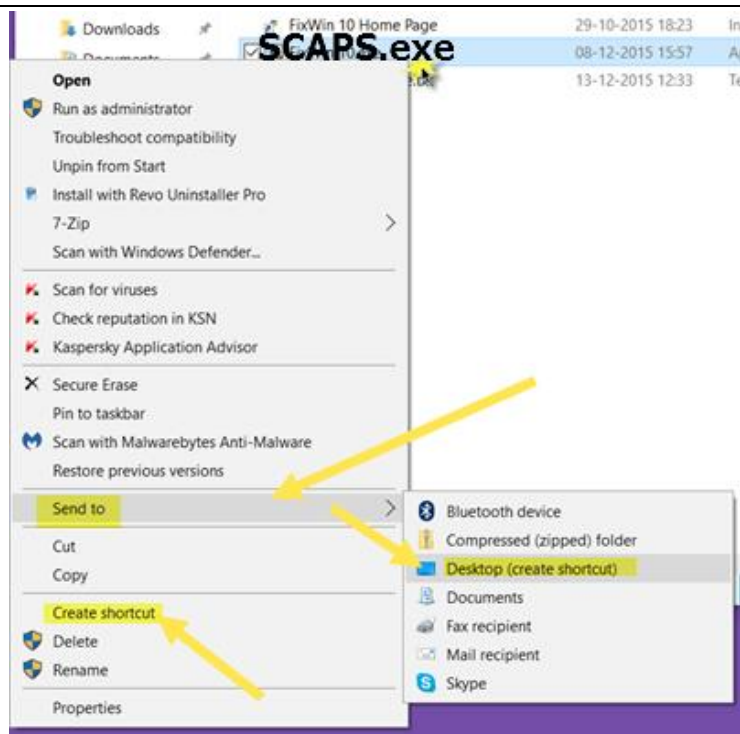 Downloads
FixWin 10 Home Page 29-10-2015 18:23
SCAPS.exe
08-12-2015 15:57
13-12-2015 12:33
Open
Run as administrator
Troubleshoot compatibility
Unpin from Start
Install with Revo Uninstaller Pro
7-Zip
Scan with Windows Defender...
Scan for viruses
Check reputation in KSN
Kaspersky Application Advisor
Secure Erase
Pin to taskbar
Scan with Malwarebytes Anti-Malware
Restore previous versions
Send to
Cut
Copy
Create shortcut
Delete
Rename
Properties
Bluetooth device
Compressed (zipped) folder
Desktop (create shortcut)
Documents
Fax recipient
Mail recipient
Skype